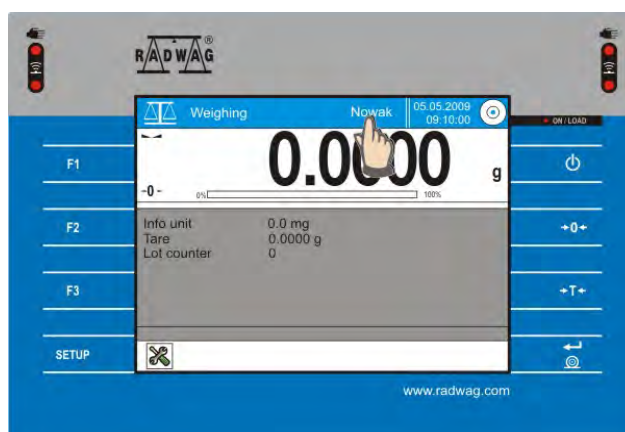 RADWAG®
Weighing Nowak 05.05.2009
09:10:00
ON / LOAD
0.0000 g
-0- 0% 100%
F1
F2
F3
SETUP
Info unit 0.0 mg
Tare 0.0000 g
Lot counter 0
→0←
→T←
www.radwag.com